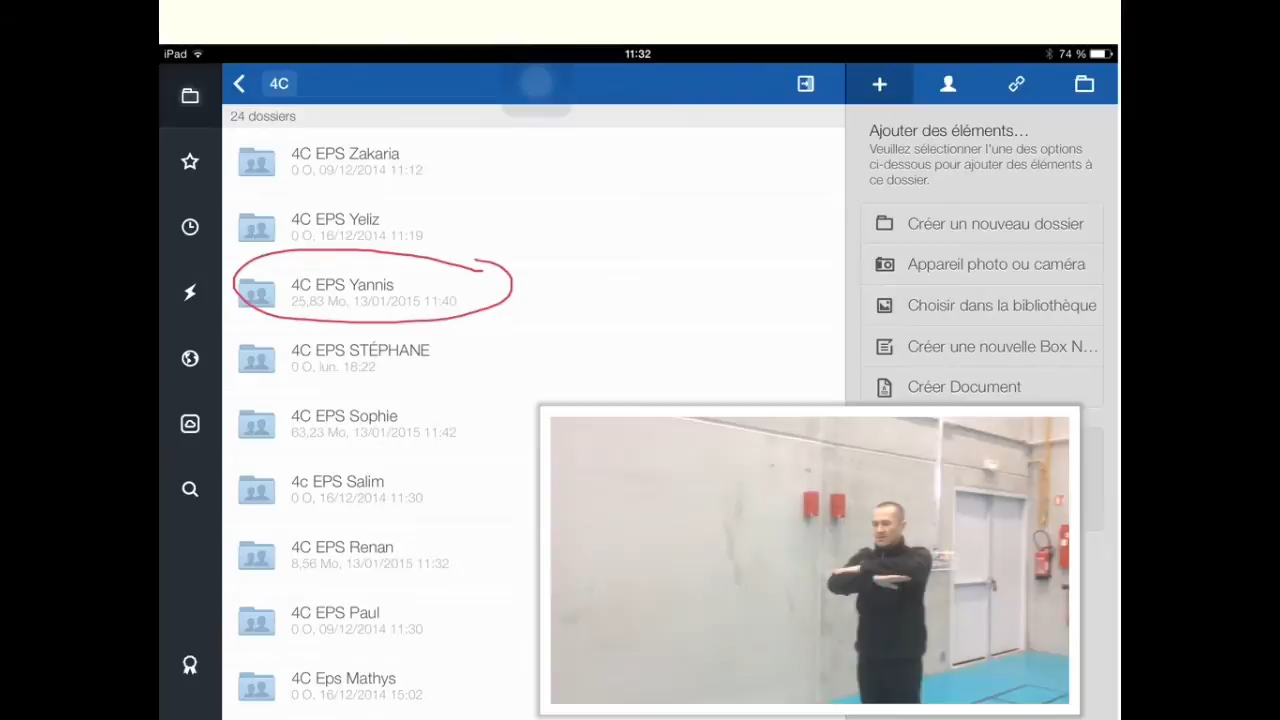 iPad
11:32
74 %
4C
24 dossiers
4C EPS Zakaria
0 O, 09/12/2014 11:12
4C EPS Yeliz
0 O, 16/12/2014 11:19
4C EPS Yannis
25,83 Mo, 13/01/2015 11:40
4C EPS STÉPHANE
0 O, lun. 18:22
4C EPS Sophie
63,23 Mo, 13/01/2015 11:42
4c EPS Salim
0 O, 16/12/2014 11:30
4C EPS Renan
8,56 Mo, 13/01/2015 11:32
4C EPS Paul
0 O, 09/12/2014 11:30
4C Eps Mathys
0 O, 16/12/2014 15:02
Ajouter des éléments...
Veuillez sélectionner l'une des options
ci-dessous pour ajouter des éléments à
ce dossier.
Créer un nouveau dossier
Appareil photo ou caméra
Choisir dans la bibliothèque
Créer une nouvelle Box N...
Créer Document